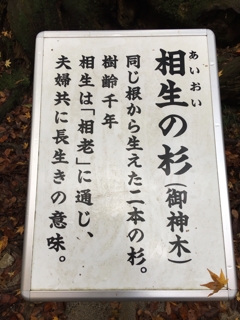 あいおい
相生の杉(御神木)
同じ根から生えた二本の杉。
樹齢千年
相生は「相老」に通じ、
夫婦共に長生きの意味。